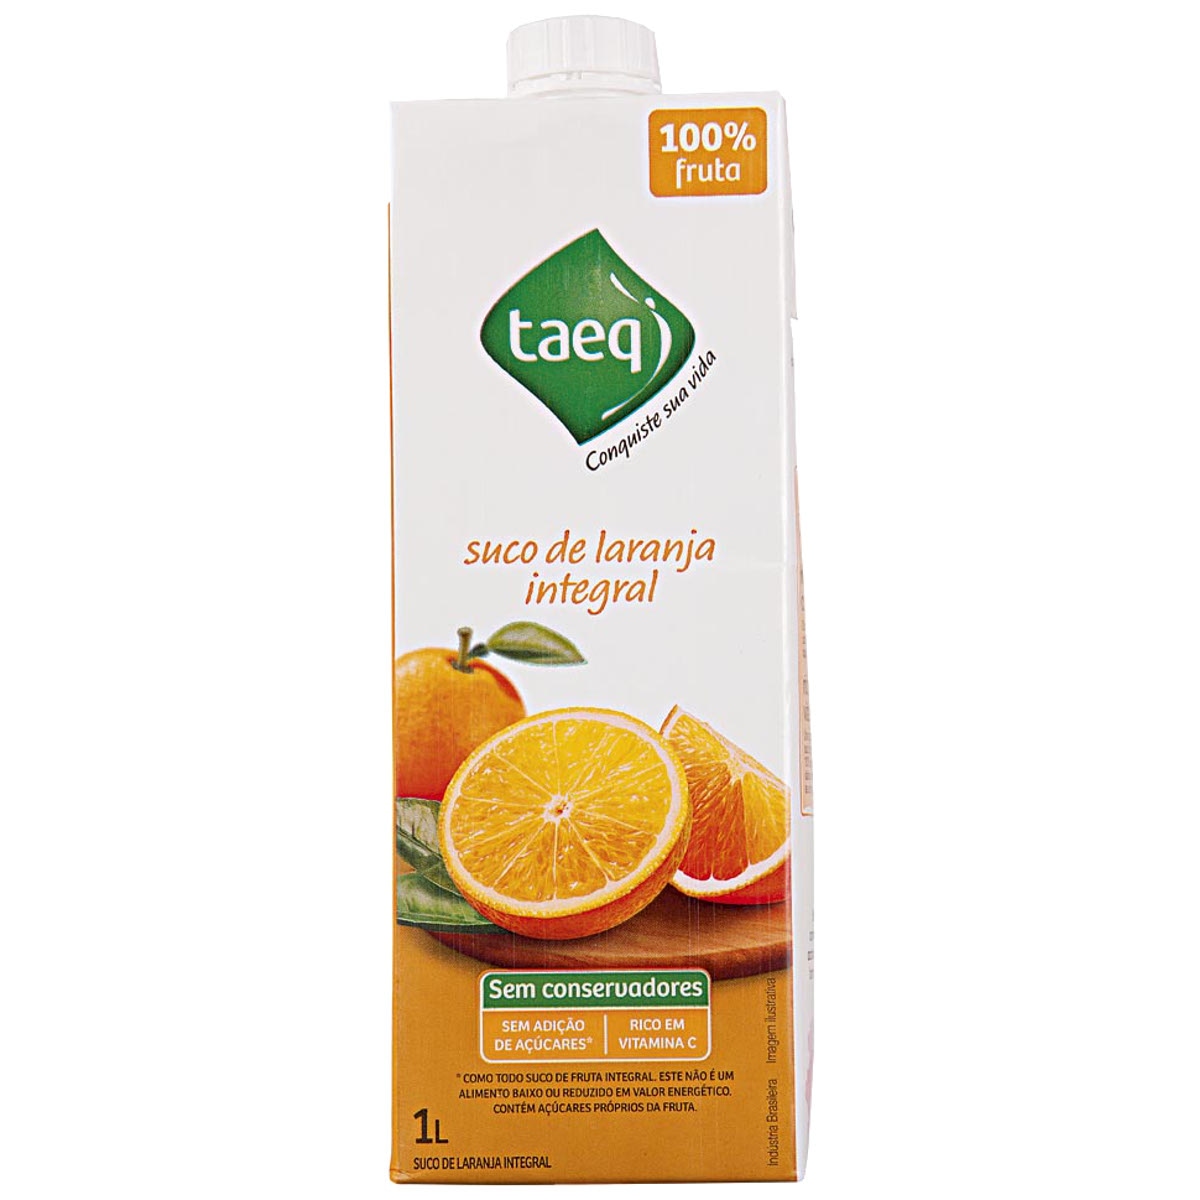 100%
fruta
taeq
Conquiste sua vida
suco de laranja
integral
Sem conservadores
SEM ADIÇÃO
DE AÇÚCARES*
RICO EM
VITAMINA C
* COMO TODO SUCO DE FRUTA INTEGRAL. ESTE NÃO É UM
ALIMENTO BAIXO OU REDUZIDO EM VALOR ENERGÉTICO.
CONTÉM AÇÚCARES PRÓPRIOS DA FRUTA.
1L
SUCO DE LARANJA INTEGRAL
Indústria Brasileira
Imagem ilustrativa